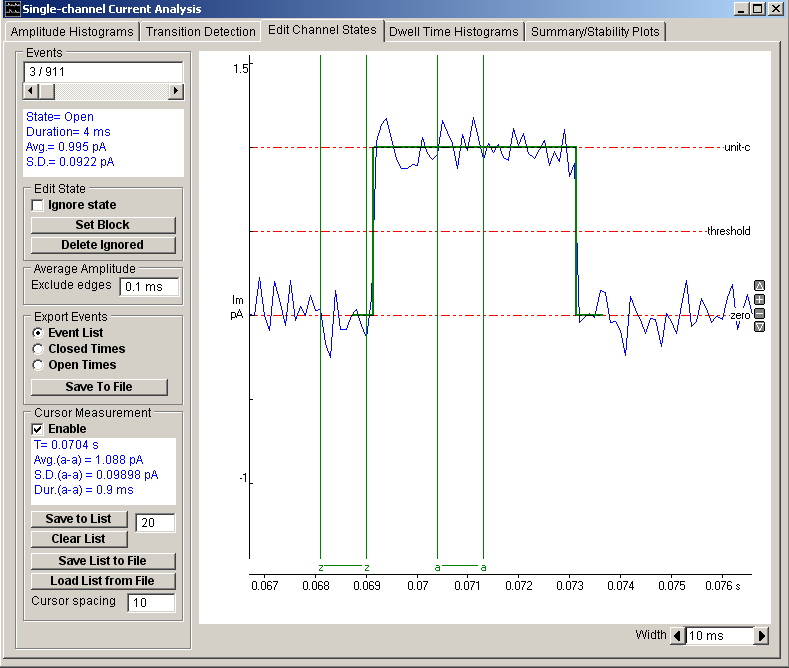 Single-channel Current Analysis
Amplitude Histograms
Transition Detection
Edit Channel States
Dwell Time Histograms
Summary/Stability Plots
Events
3 / 911
State= Open
Duration= 4 ms
Avg.= 0.995 pA
S.D.= 0.0922 pA
Edit State
Ignore state
Set Block
Delete Ignored
Average Amplitude
Exclude edges 0.1 ms
Export Events
Event List
Closed Times
Open Times
Save To File
Cursor Measurement
Enable
T= 0.0704 s
Avg.(a-a) = 1.088 pA
S.D.(a-a) = 0.09898 pA
Dur.(a-a) = 0.9 ms
Save to List 20
Clear List
Save List to File
Load List from File
Cursor spacing 10
1.5
unit-c
threshold
Im
pA
zero
-1
z z a a
0.067 0.068 0.069 0.07 0.071 0.072 0.073 0.074 0.075 0.076 s
Width 10 ms